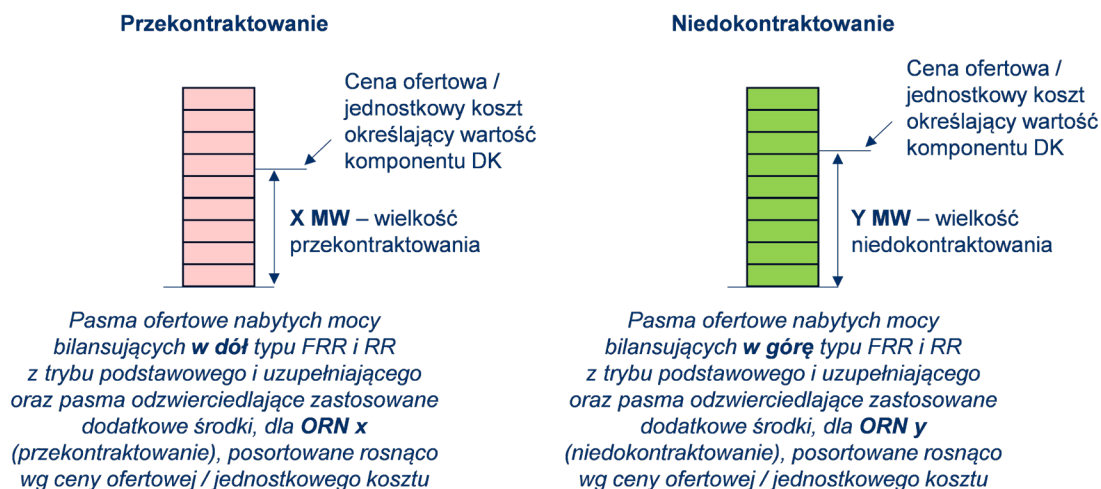 Przekontraktowanie
Cena ofertowa /
jednostkowy koszt
określający wartość
komponentu DK
X MW – wielkość
przekontraktowania
Pasma ofertowe nabytych mocy
bilansujących w dół typu FRR i RR
z trybu podstawowego i uzupełniającego
oraz pasma odzwierciedlające zastosowane
dodatkowe środki, dla ORN x
(przekontraktowanie), posortowane rosnąco
wg ceny ofertowej / jednostkowego kosztu
Niedokontraktowanie
Cena ofertowa /
jednostkowy koszt
określający wartość
komponentu DK
Y MW – wielkość
niedokontraktowania
Pasma ofertowe nabytych mocy
bilansujących w górę typu FRR i RR
z trybu podstawowego i uzupełniającego
oraz pasma odzwierciedlające zastosowane
dodatkowe środki, dla ORN y
(niedokontraktowanie), posortowane rosnąco
wg ceny ofertowej / jednostkowego kosztu